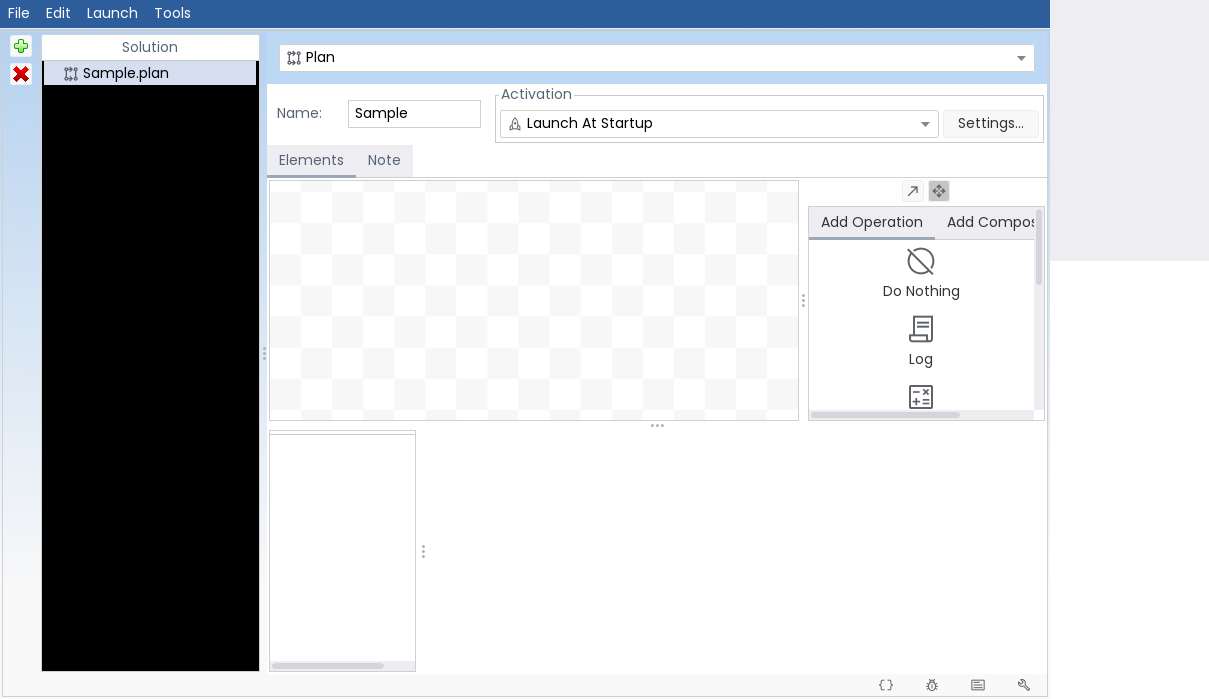 File Edit Launch Tools
Solution
Sample.plan
Plan
Name: Sample
Activation
Launch At Startup
Settings...
Elements Note
Add Operation Add Compos
Do Nothing
Log